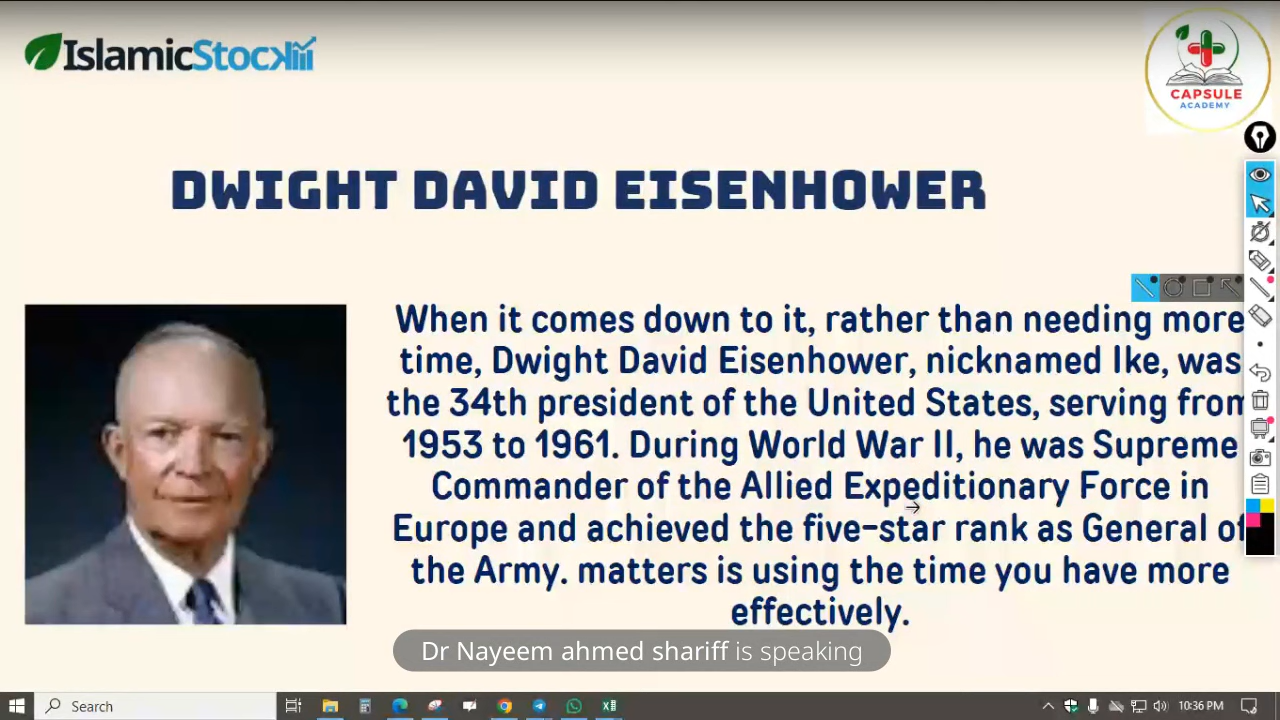 IslamicStock
CAPSULE
ACADEMY
DWIGHT DAVID EISENHOWER
When it comes down to it, rather than needing more
time, Dwight David Eisenhower, nicknamed Ike, was
the 34th president of the United States, serving from
1953 to 1961. During World War II, he was Supreme
Commander of the Allied Expeditionary Force in
Europe and achieved the five-star rank as General of
the Army. matters is using the time you have more
effectively.
Dr Nayeem ahmed shariff is speaking
Search
10:36 PM